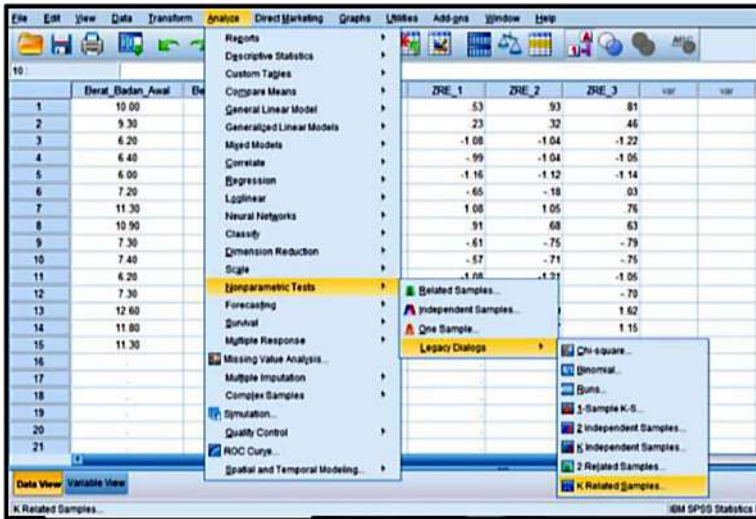 File Edit View Data Transform Analyze Direct Marketing Graphs Utilities Add-ons Window Help
10 :
Berat_Badan_Awal Be ZRE_1 ZRE_2 ZRE_3 var var
1 10.00 .53 .93 .81
2 9.30 .23 .32 .46
3 6.20 -1.08 -1.04 -1.22
4 6.40 -.99 -1.04 -1.05
5 6.00 -1.16 -1.12 -1.14
6 7.20 -.65 -.18 .03
7 11.30 1.08 1.05 .76
8 10.90 .91 .68 .63
9 7.30 -.61 -.75 -.79
10 7.40 -.57 -.71 -.75
11 6.20 -1.08 -1.21 -1.05
12 7.30 -.70
13 12.60 1.62
14 11.80 1.15
15 11.30
16
17
18
19
20
21
Reports
Descriptive Statistics
Custom Tables
Compare Means
General Linear Model
Generalized Linear Models
Mixed Models
Correlate
Regression
Loglinear
Neural Networks
Classify
Dimension Reduction
Scale
Nonparametric Tests
Forecasting
Survival
Multiple Response
Missing Value Analysis...
Multiple Imputation
Complex Samples
Simulation...
Quality Control
ROC Curve...
Spatial and Temporal Modeling...
Related Samples...
Independent Samples...
One Sample...
Legacy Dialogs
Chi-square...
Binomial...
Runs...
1-Sample K-S...
2 Independent Samples...
K Independent Samples...
2 Related Samples...
K Related Samples...
Data View Variable View
K Related Samples... IBM SPSS Statistics